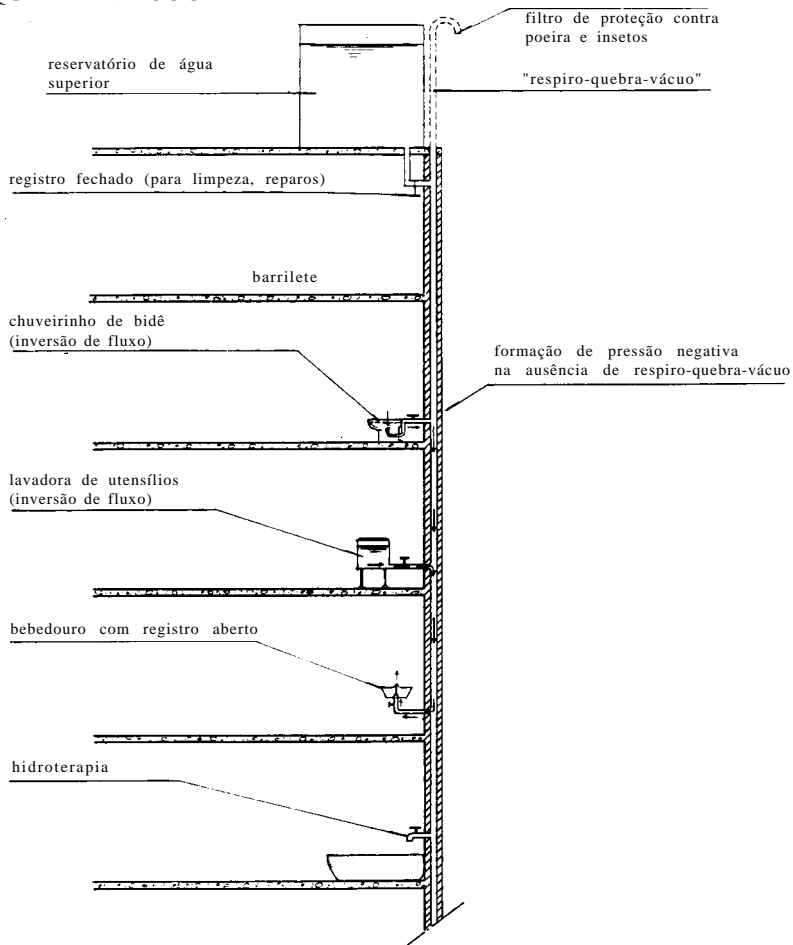 filtro de proteção contra
poeira e insetos
reservatório de água
superior
"respiro-quebra-vácuo"
registro fechado (para limpeza, reparos)
barrilete
chuveirinho de bidê
(inversão de fluxo)
formação de pressão negativa
na ausência de respiro-quebra-vácuo
lavadora de utensílios
(inversão de fluxo)
bebedouro com registro aberto
hidroterapia